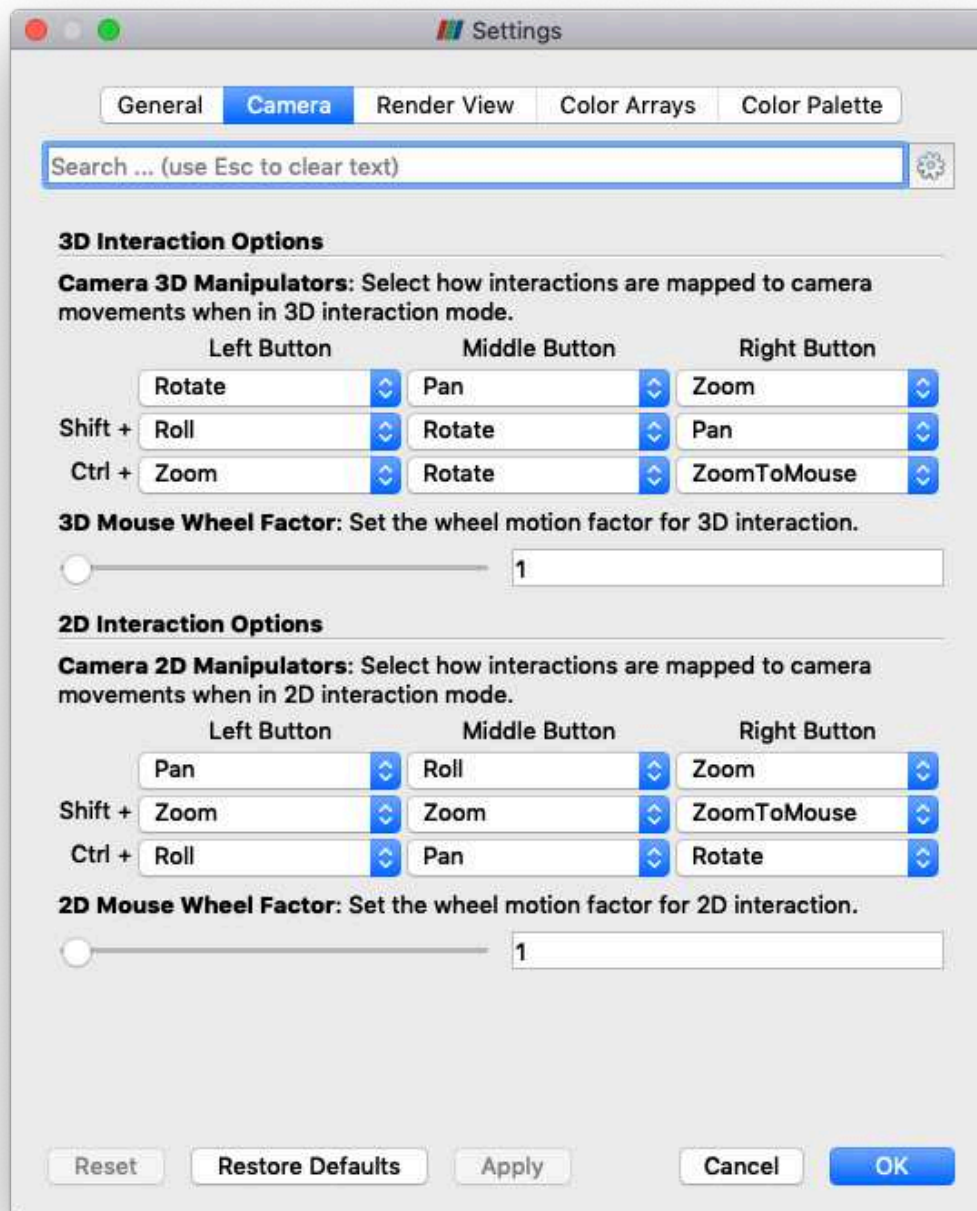 Settings
General Camera Render View Color Arrays Color Palette
Search ... (use Esc to clear text)
3D Interaction Options
Camera 3D Manipulators: Select how interactions are mapped to camera
movements when in 3D interaction mode.
Left Button Middle Button Right Button
Rotate Pan Zoom
Shift + Roll Rotate Pan
Ctrl + Zoom Rotate ZoomToMouse
3D Mouse Wheel Factor: Set the wheel motion factor for 3D interaction.
1
2D Interaction Options
Camera 2D Manipulators: Select how interactions are mapped to camera
movements when in 2D interaction mode.
Left Button Middle Button Right Button
Pan Roll Zoom
Shift + Zoom Zoom ZoomToMouse
Ctrl + Roll Pan Rotate
2D Mouse Wheel Factor: Set the wheel motion factor for 2D interaction.
1
Reset Restore Defaults Apply Cancel OK